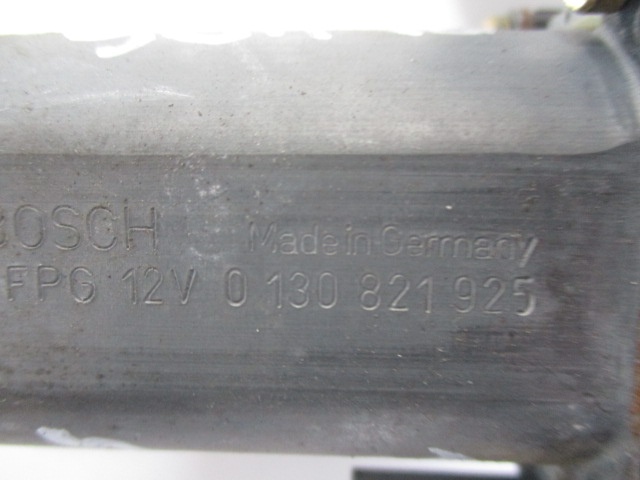 BOSCH Made in Germany
FPG 12V 0 130 821 925